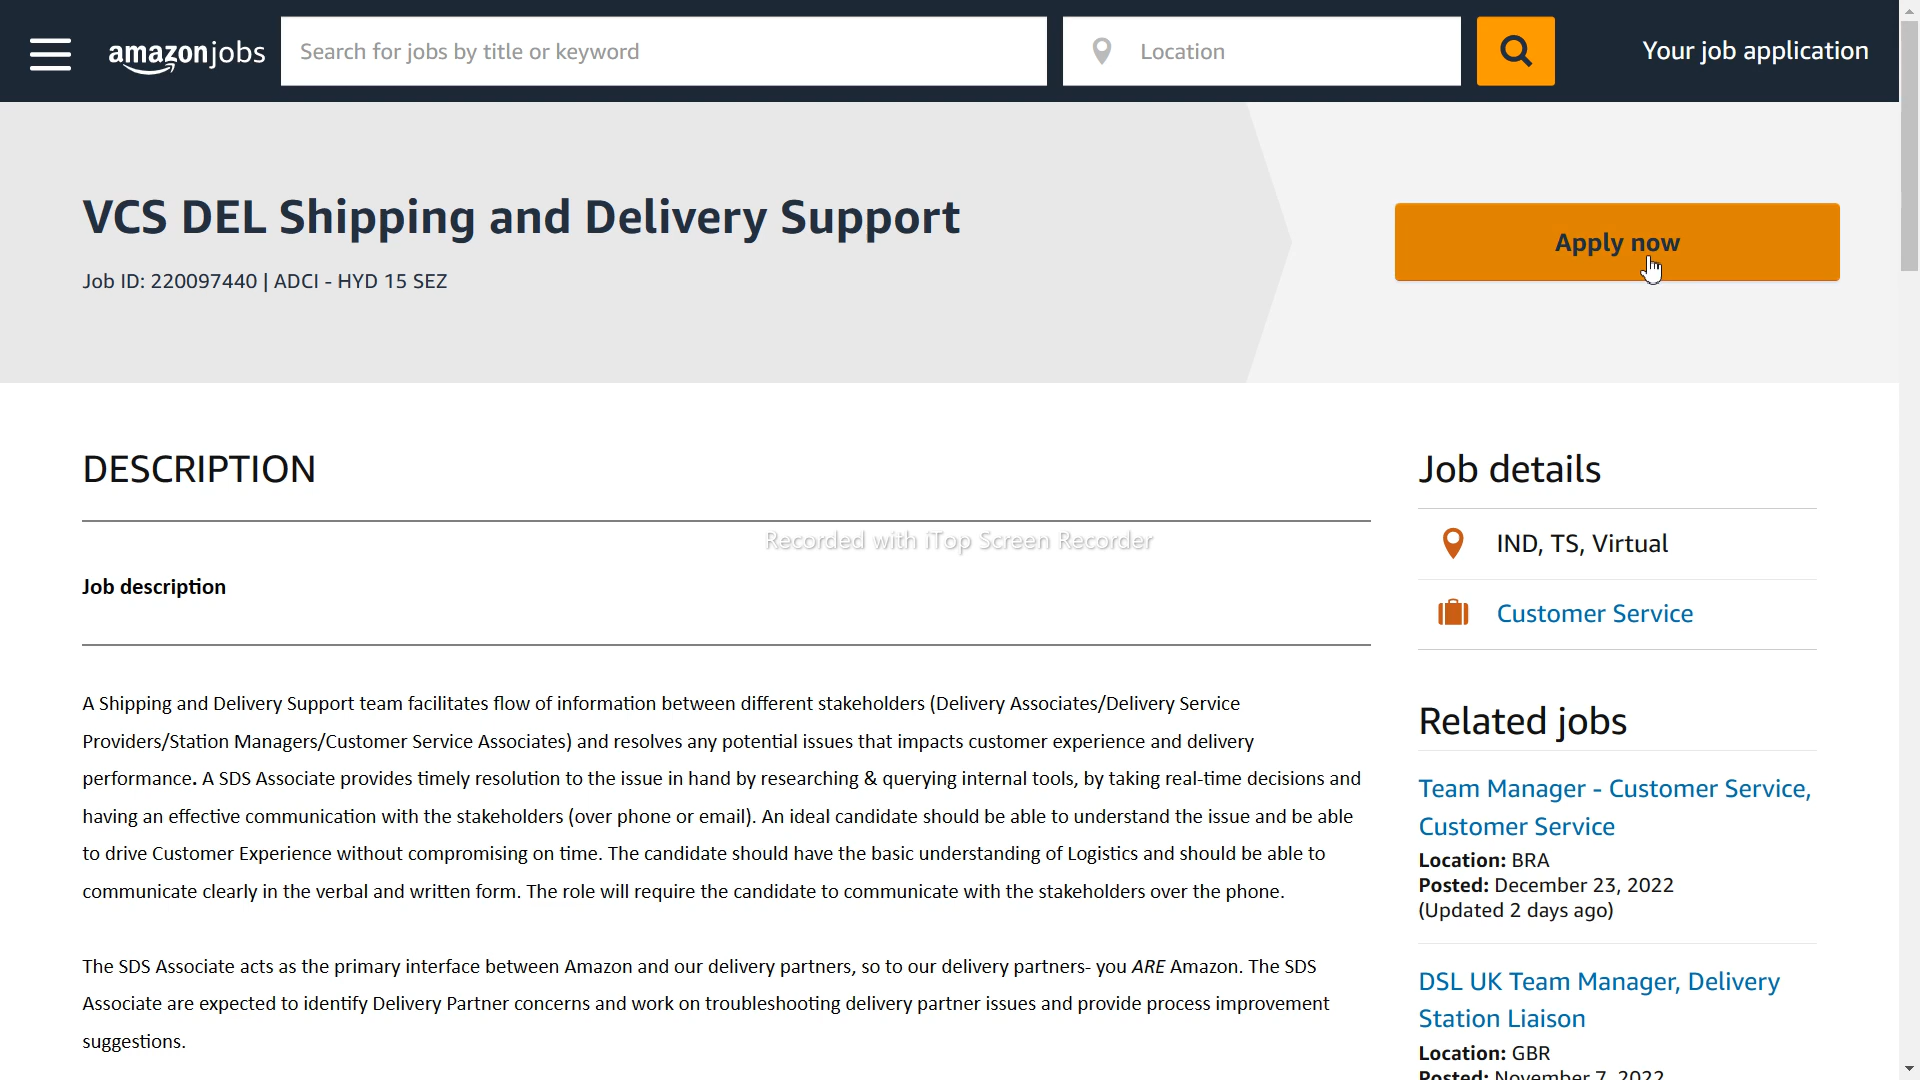 amazonjobs
Search for jobs by title or keyword
Location
Your job application
VCS DEL Shipping and Delivery Support
Job ID: 220097440 | ADCI - HYD 15 SEZ
Apply now
DESCRIPTION
Recorded with iTop Screen Recorder
Job description
A Shipping and Delivery Support team facilitates flow of information between different stakeholders (Delivery Associates/Delivery Service
Providers/Station Managers/Customer Service Associates) and resolves any potential issues that impacts customer experience and delivery
performance. A SDS Associate provides timely resolution to the issue in hand by researching & querying internal tools, by taking real-time decisions and
having an effective communication with the stakeholders (over phone or email). An ideal candidate should be able to understand the issue and be able
to drive Customer Experience without compromising on time. The candidate should have the basic understanding of Logistics and should be able to
communicate clearly in the verbal and written form. The role will require the candidate to communicate with the stakeholders over the phone.
The SDS Associate acts as the primary interface between Amazon and our delivery partners, so to our delivery partners- you ARE Amazon. The SDS
Associate are expected to identify Delivery Partner concerns and work on troubleshooting delivery partner issues and provide process improvement
suggestions.
Job details
IND, TS, Virtual
Customer Service
Related jobs
Team Manager - Customer Service,
Customer Service
Location: BRA
Posted: December 23, 2022
(Updated 2 days ago)
DSL UK Team Manager, Delivery
Station Liaison
Location: GBR
Posted: November 7, 2022